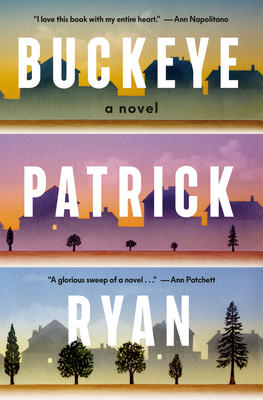 "I love this book with my entire heart." —Ann Napolitano
BUCKEYE
a novel
PATRICK
"A glorious sweep of a novel . . ." —Ann Patchett
RYAN